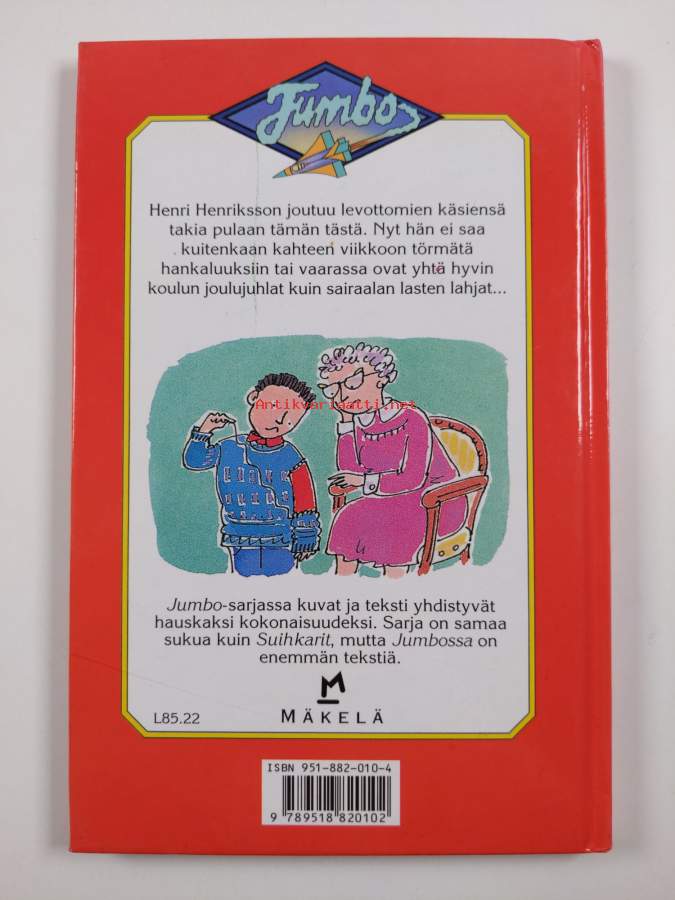 Jumbo
Henri Henriksson joutuu levottomien käsiensä
takia pulaan tämän tästä. Nyt hän ei saa
kuitenkaan kahteen viikkoon törmätä
hankaluuksiin tai vaarassa ovat yhtä hyvin
koulun joulujuhlat kuin sairaalan lasten lahjat...
Antikvariaatti.net
Jumbo-sarjassa kuvat ja teksti yhdistyvät
hauskaksi kokonaisuudeksi. Sarja on samaa
sukua kuin Suihkarit, mutta Jumbossa on
enemmän tekstiä.
M
L85.22 MÄKELÄ
ISBN 951-882-010-4
9 789518 820102